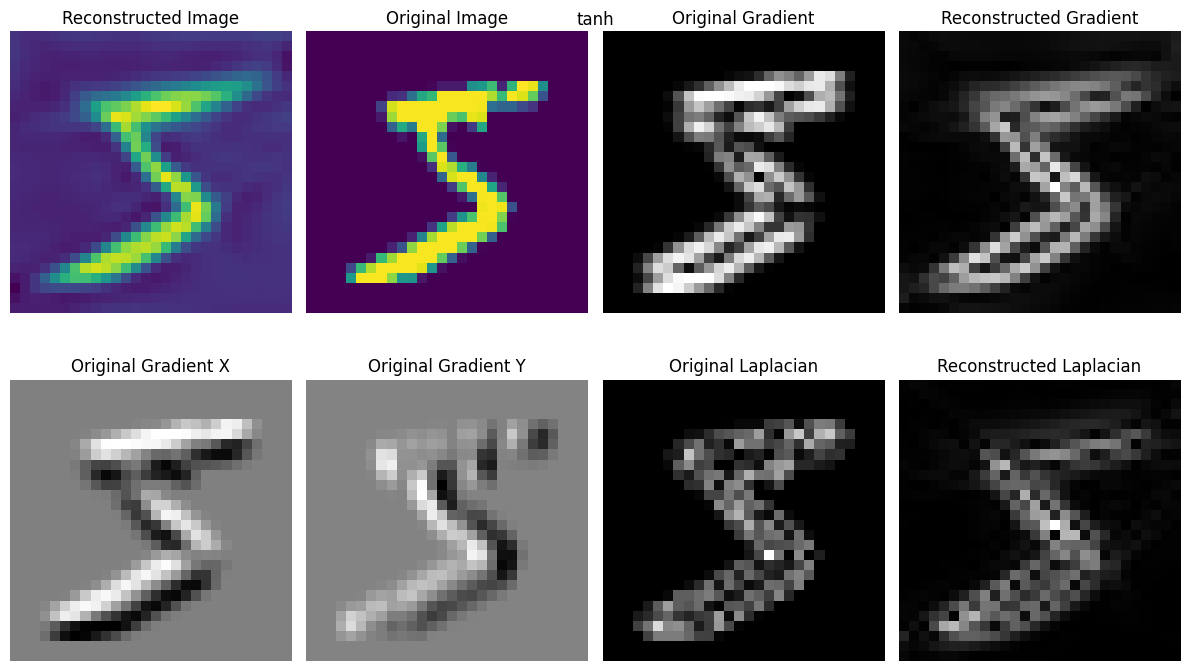 Reconstructed Image
Original Image
tanh
Original Gradient
Reconstructed Gradient
Original Gradient X
Original Gradient Y
Original Laplacian
Reconstructed Laplacian